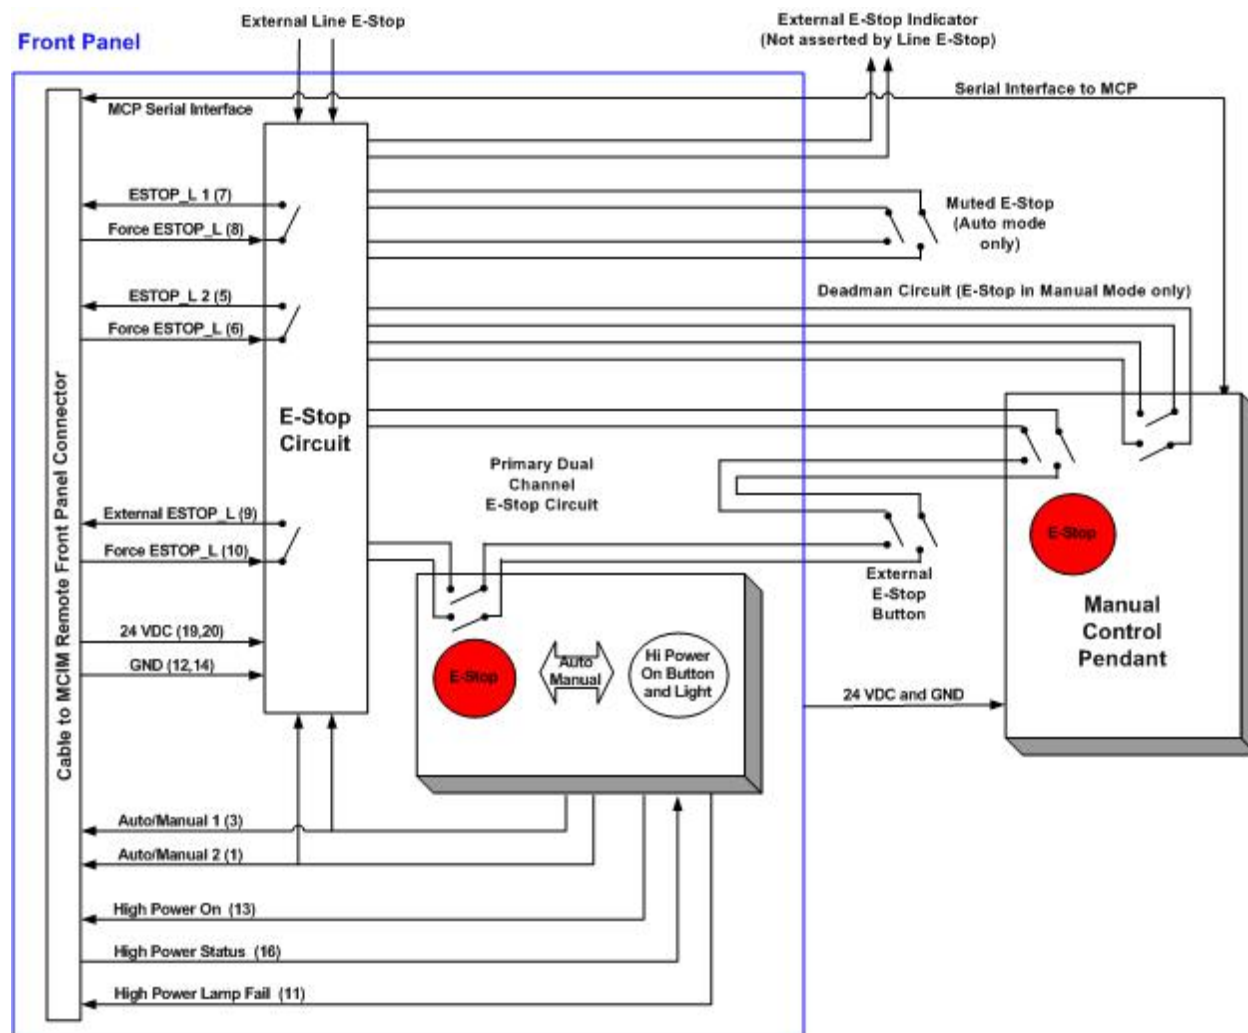 External Line E-Stop
External E-Stop Indicator
(Not asserted by Line E-Stop)
Front Panel
Serial Interface to MCP
MCP Serial Interface
ESTOP_L 1 (7)
Force ESTOP_L (8)
Muted E-Stop
(Auto mode
only)
ESTOP_L 2 (5)
Force ESTOP_L (6)
Deadman Circuit (E-Stop in Manual Mode only)
Cable to MCIM Remote Front Panel Connector
E-Stop
Circuit
Primary Dual
Channel
E-Stop Circuit
External ESTOP_L (9)
Force ESTOP_L (10)
External
E-Stop
Button
E-Stop
Manual
Control
Pendant
24 VDC (19,20)
GND (12,14)
E-Stop
Auto
Manual
Hi Power
On Button
and Light
24 VDC and GND
Auto/Manual 1 (3)
Auto/Manual 2 (1)
High Power On (13)
High Power Status (16)
High Power Lamp Fail (11)